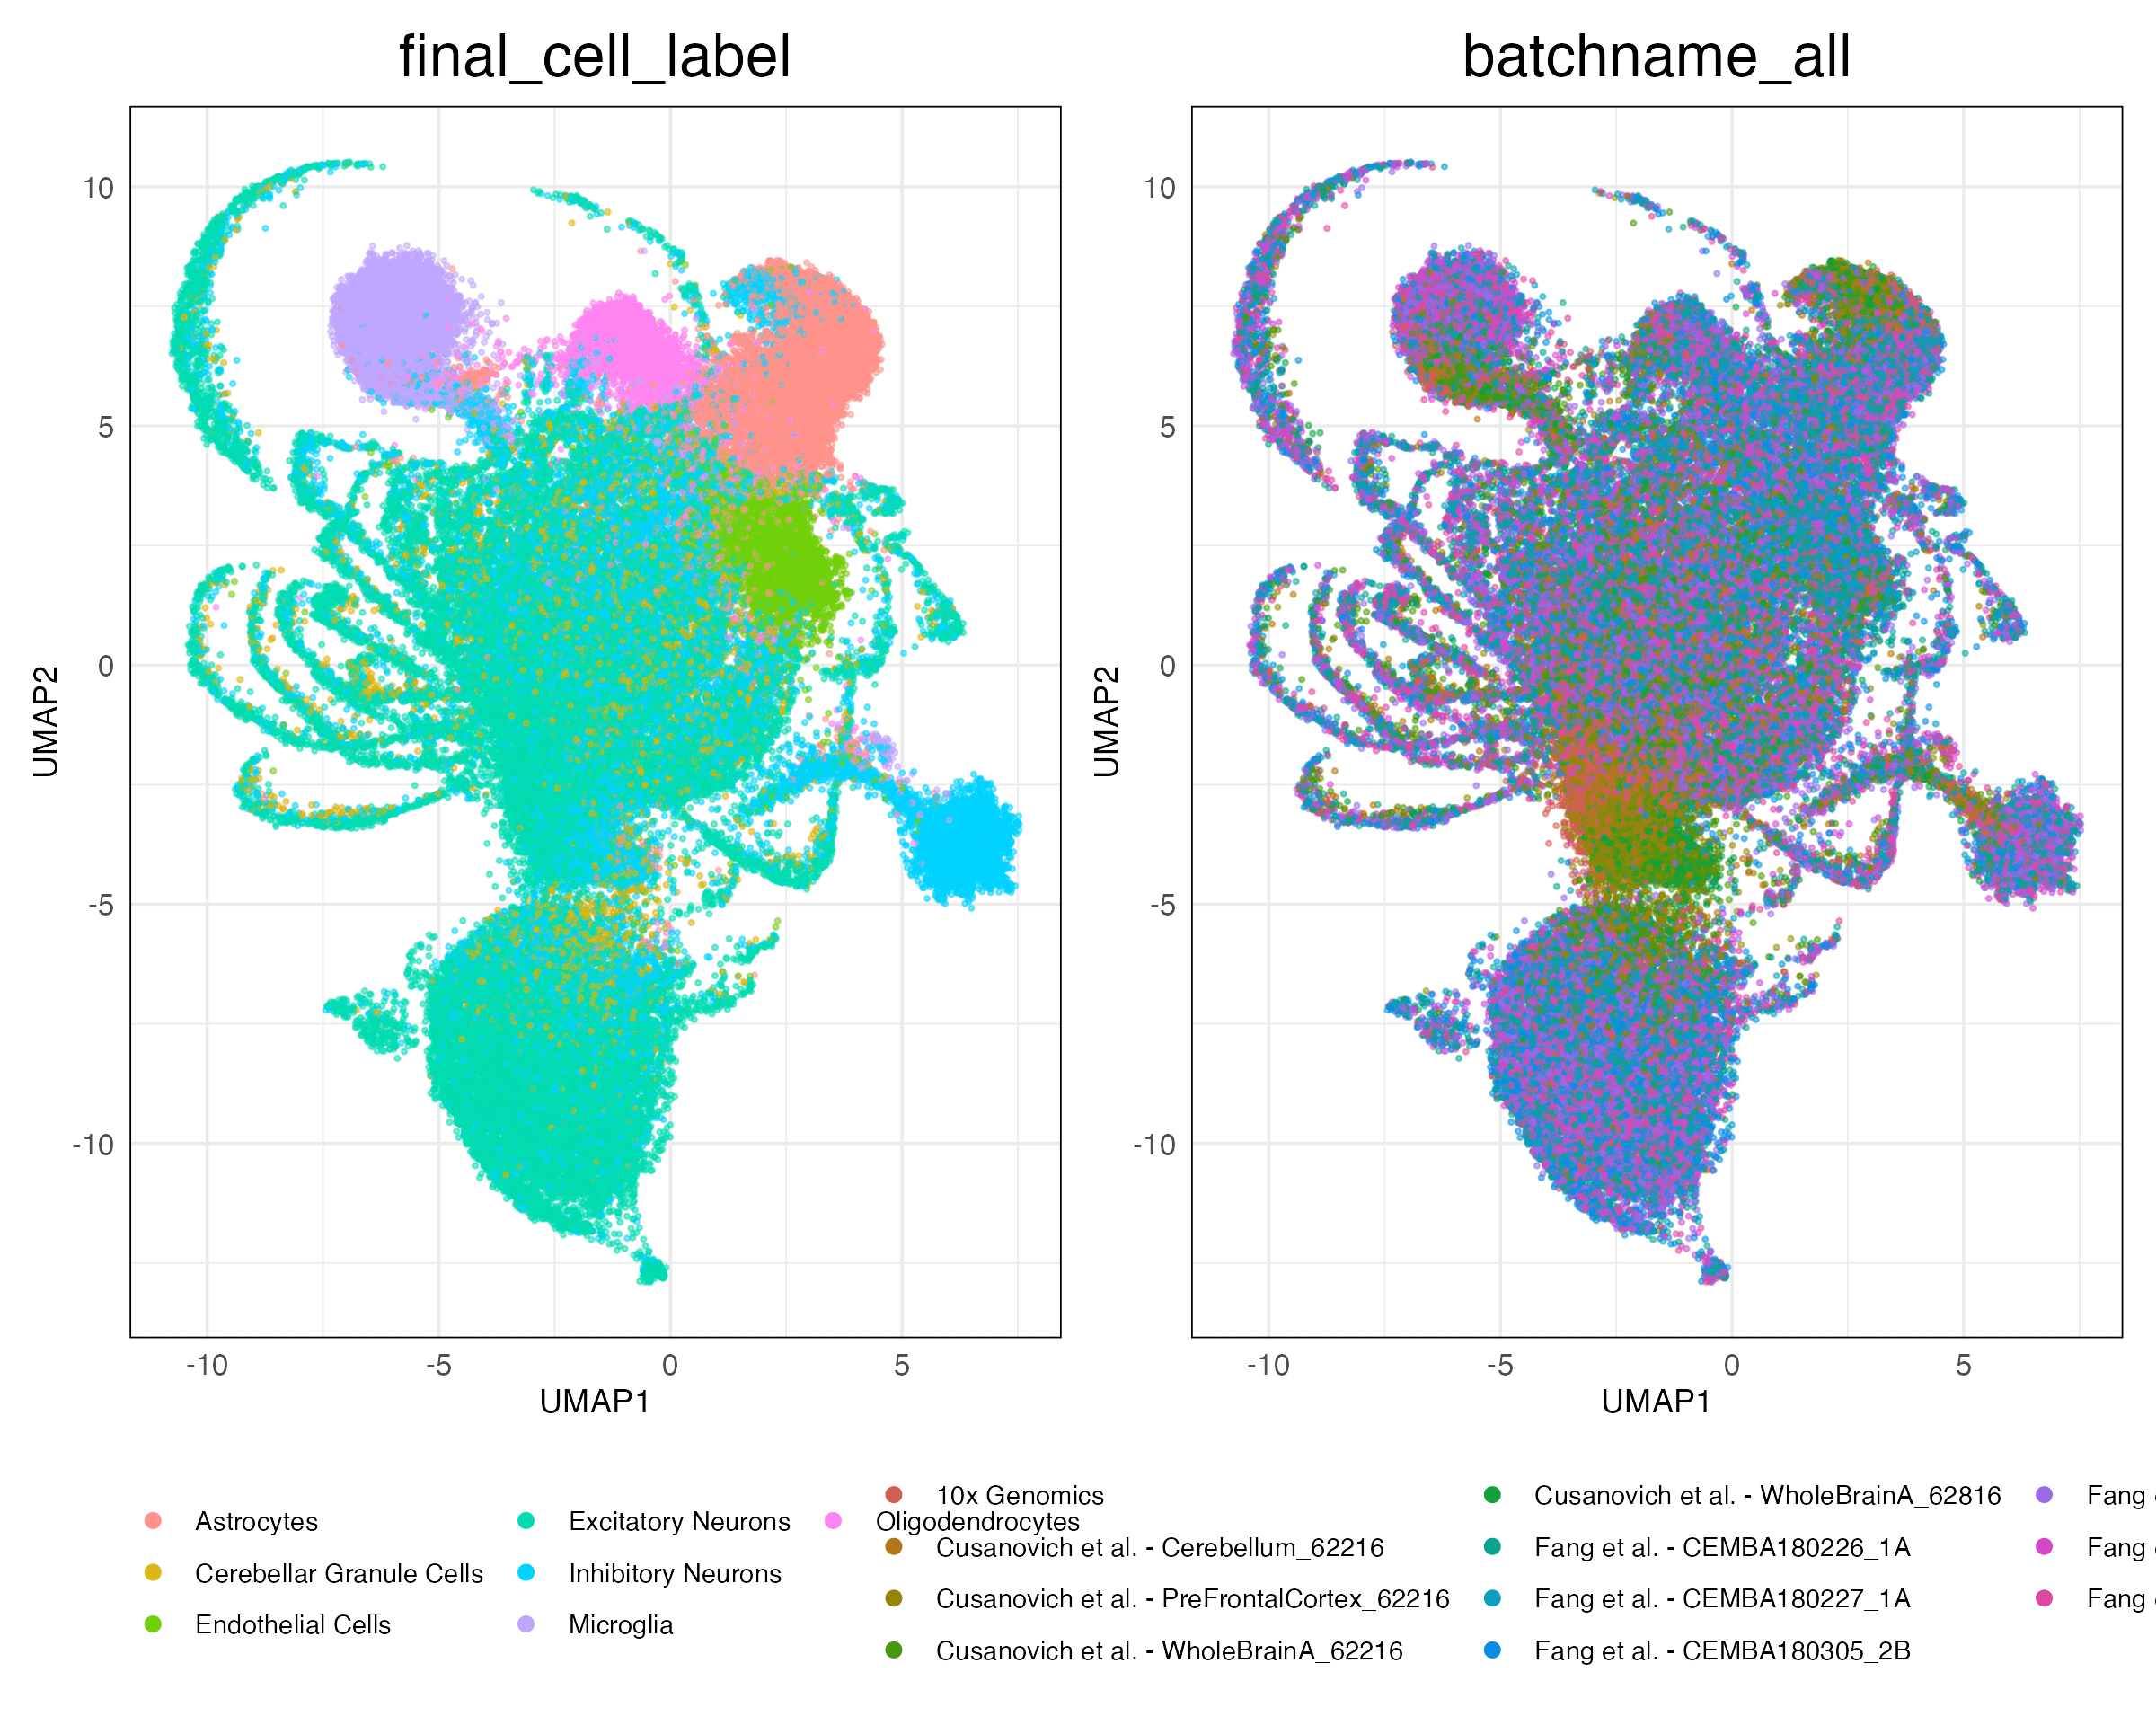 final_cell_label
batchname_all
10
5
0
-5
-10
UMAP2
-10
-5
0
5
UMAP1
10
5
0
-5
-10
UMAP2
-10
-5
0
5
UMAP1
Astrocytes
Cerebellar Granule Cells
Endothelial Cells
Excitatory Neurons
Inhibitory Neurons
Microglia
Oligodendrocytes
10x Genomics
Cusanovich et al. - Cerebellum_62216
Cusanovich et al. - PreFrontalCortex_62216
Cusanovich et al. - WholeBrainA_62216
Cusanovich et al. - WholeBrainA_62816
Fang et al. - CEMBA180226_1A
Fang et al. - CEMBA180227_1A
Fang et al. - CEMBA180305_2B
Fang
Fang
Fang